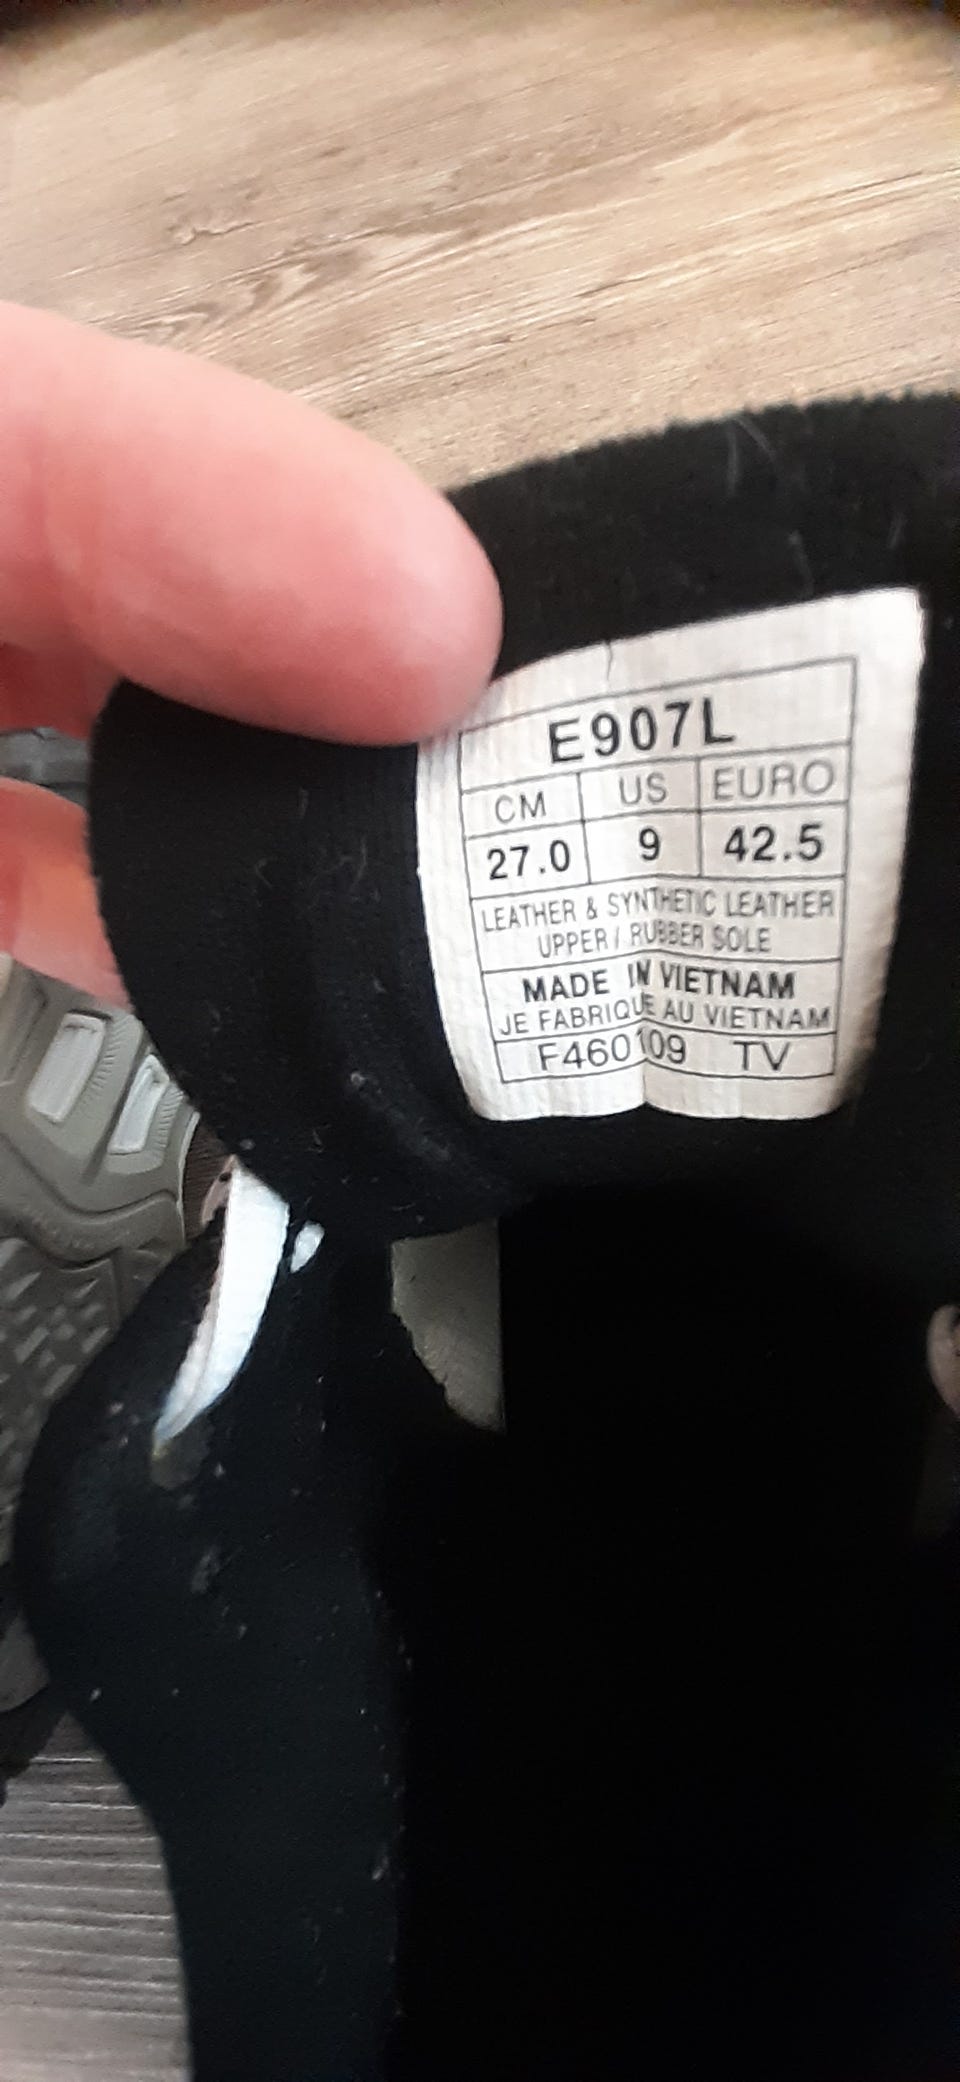 E907L
CM US EURO
27.0 9 42.5
LEATHER & SYNTHETIC LEATHER
UPPER / RUBBER SOLE
MADE IN VIETNAM
JE FABRIQUE AU VIETNAM
F460109 TV